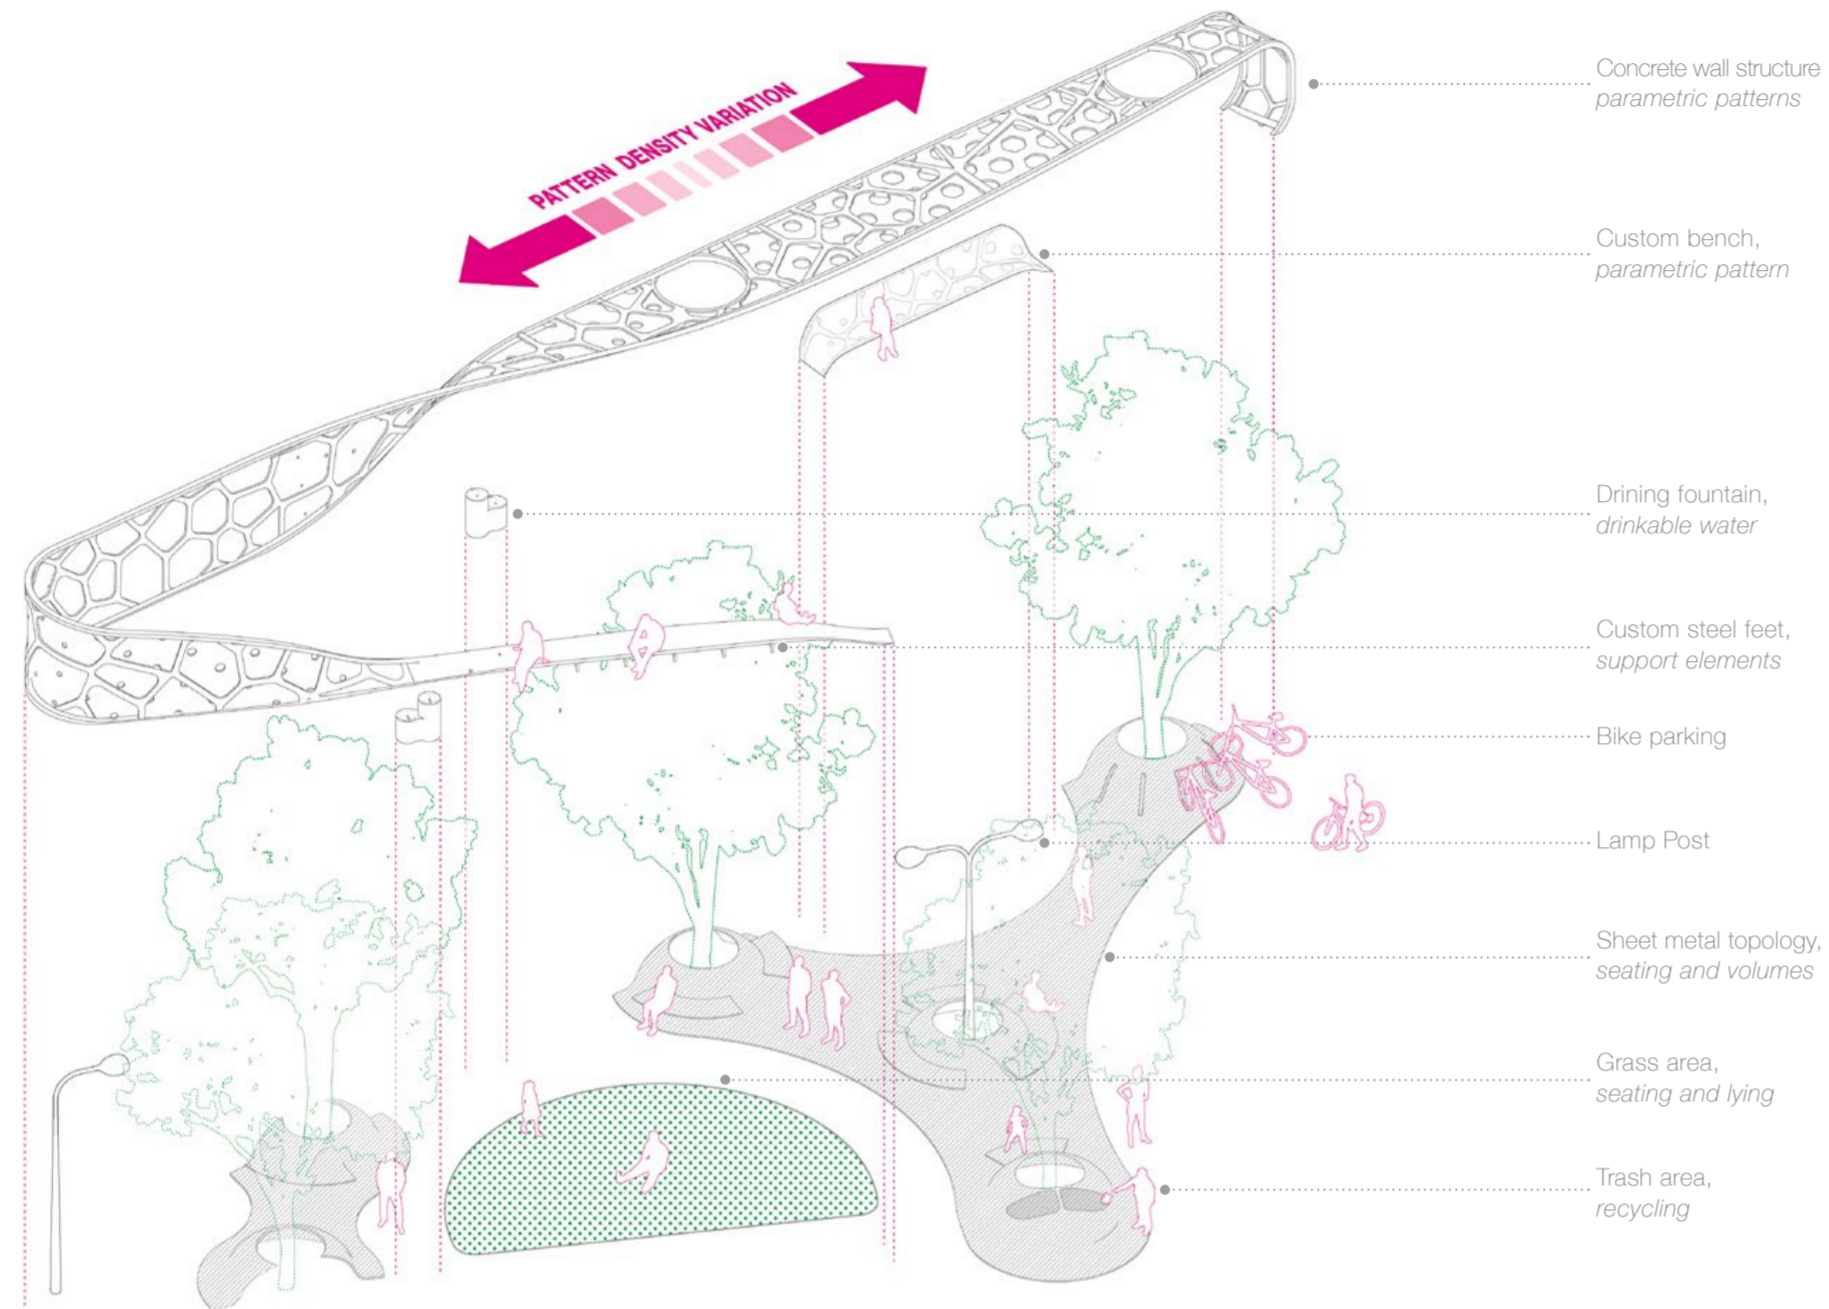 PATTERN DENSITY VARIATION
Concrete wall structure
parametric patterns
Custom bench,
parametric pattern
Drining fountain,
drinkable water
Custom steel feet,
support elements
Bike parking
Lamp Post
Sheet metal topology,
seating and volumes
Grass area,
seating and lying
Trash area,
recycling